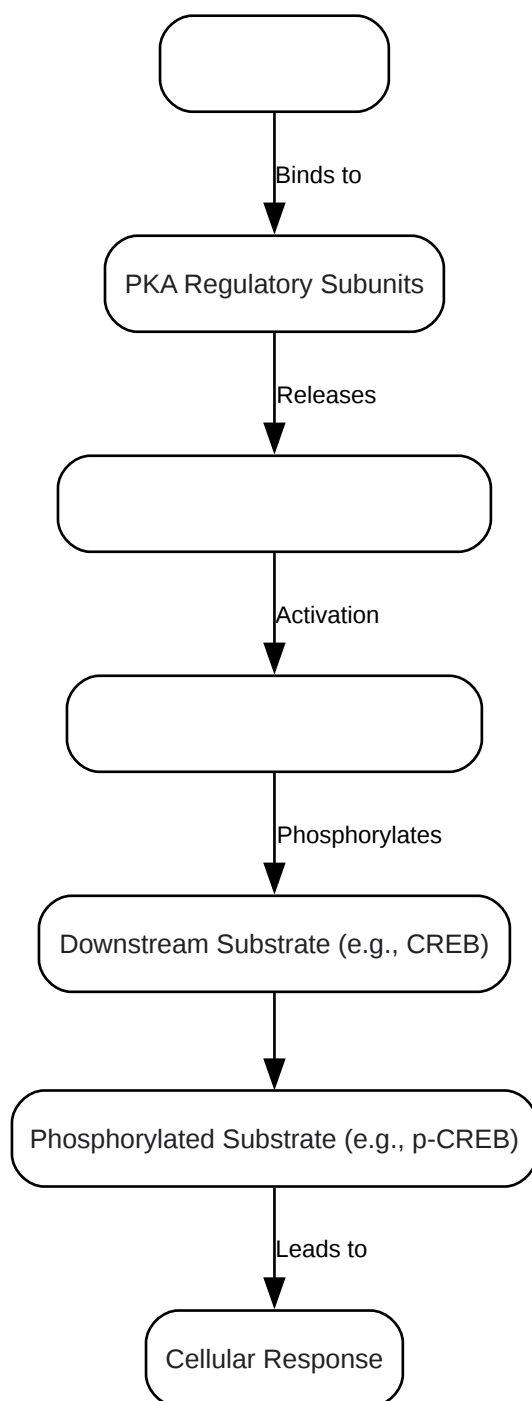 Binds to
PKA Regulatory Subunits
Releases
Activation
Phosphorylates
Downstream Substrate (e.g., CREB)
Phosphorylated Substrate (e.g., p-CREB)
Leads to
Cellular Response